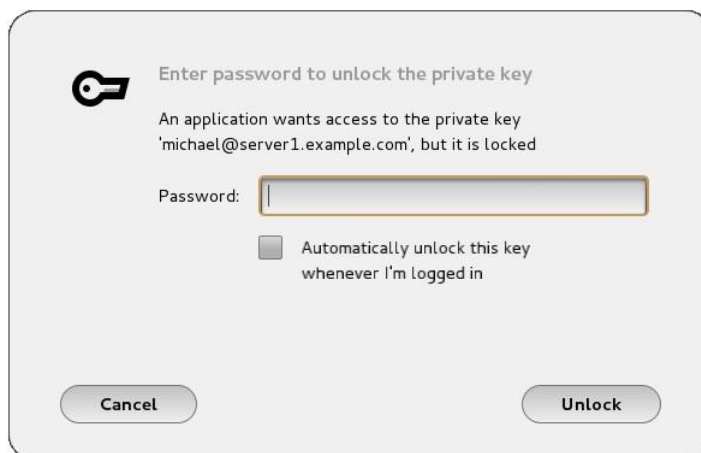 Enter password to unlock the private key
An application wants access to the private key
'michael@server1.example.com', but it is locked
Password:
Automatically unlock this key
whenever I'm logged in
Cancel
Unlock